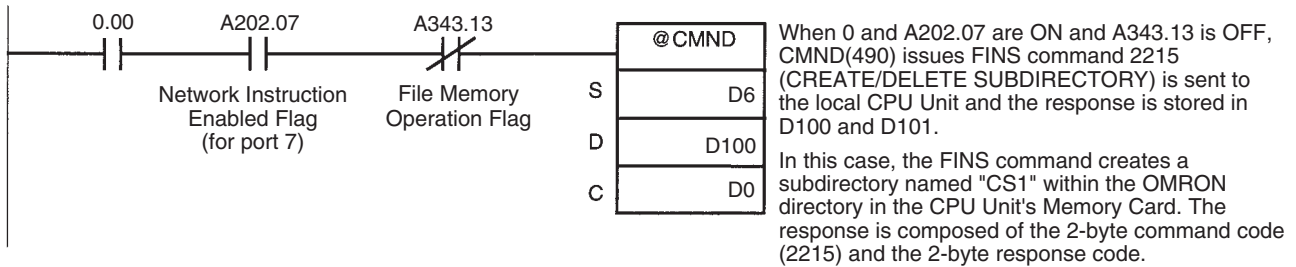 0.00
A202.07
A343.13
@CMND
Network Instruction
Enabled Flag
(for port 7)
File Memory
Operation Flag
S
D6
D
D100
C
D0
When 0 and A202.07 are ON and A343.13 is OFF,
CMND(490) issues FINS command 2215
(CREATE/DELETE SUBDIRECTORY) is sent to
the local CPU Unit and the response is stored in
D100 and D101.
In this case, the FINS command creates a
subdirectory named "CS1" within the OMRON
directory in the CPU Unit's Memory Card. The
response is composed of the 2-byte command code
(2215) and the 2-byte response code.